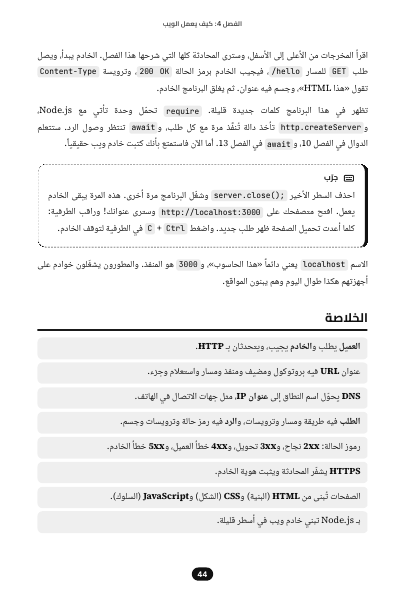 الفصل 4: كيف يعمل الويب
اقرأ المخرجات من الأعلى إلى الأسفل، وسترى المحادثة كلها التي شرحها هذا الفصل. الخادم يبدأ، ويصل
طلب GET للمسار /hello، فيجيب الخادم برمز الحالة 200 OK، وترويسة Content-Type
تقول «هذا HTML»، وجسم فيه عنوان. ثم يغلق البرنامج الخادم.
تظهر في هذا البرنامج كلمات جديدة قليلة. require تحمّل وحدة تأتي مع Node.js،
وhttp.createServer تأخذ دالة تُنفَّذ مرة مع كل طلب، وawait تنتظر وصول الرد. ستتعلم
الدوال في الفصل 10، وawait في الفصل 13. أما الآن فاستمتع بأنك كتبت خادم ويب حقيقياً.
جرّب
احذف السطر الأخير server.close(); وشغّل البرنامج مرة أخرى. هذه المرة يبقى الخادم
يعمل. افتح متصفحك على http://localhost:3000 وسترى عنوانك! وراقب الطرفية:
كلما أعدت تحميل الصفحة ظهر طلب جديد. واضغط Ctrl + C في الطرفية لتوقف الخادم.
الاسم localhost يعني دائماً «هذا الحاسوب»، و3000 هو المنفذ. والمطورون يشغّلون خوادم على
أجهزتهم هكذا طوال اليوم وهم يبنون المواقع.
الخلاصة
العميل يطلب والخادم يجيب، ويتحدثان بـ HTTP.
عنوان URL فيه بروتوكول ومضيف ومنفذ ومسار واستعلام وجزء.
DNS يحوّل اسم النطاق إلى عنوان IP، مثل جهات الاتصال في الهاتف.
الطلب فيه طريقة ومسار وترويسات، والرد فيه رمز حالة وترويسات وجسم.
رموز الحالة: 2xx نجاح، و3xx تحويل، و4xx خطأ العميل، و5xx خطأ الخادم.
HTTPS يشفّر المحادثة ويثبت هوية الخادم.
الصفحات تُبنى من HTML (البنية) وCSS (الشكل) وJavaScript (السلوك).
بـ Node.js تبني خادم ويب في أسطر قليلة.
44